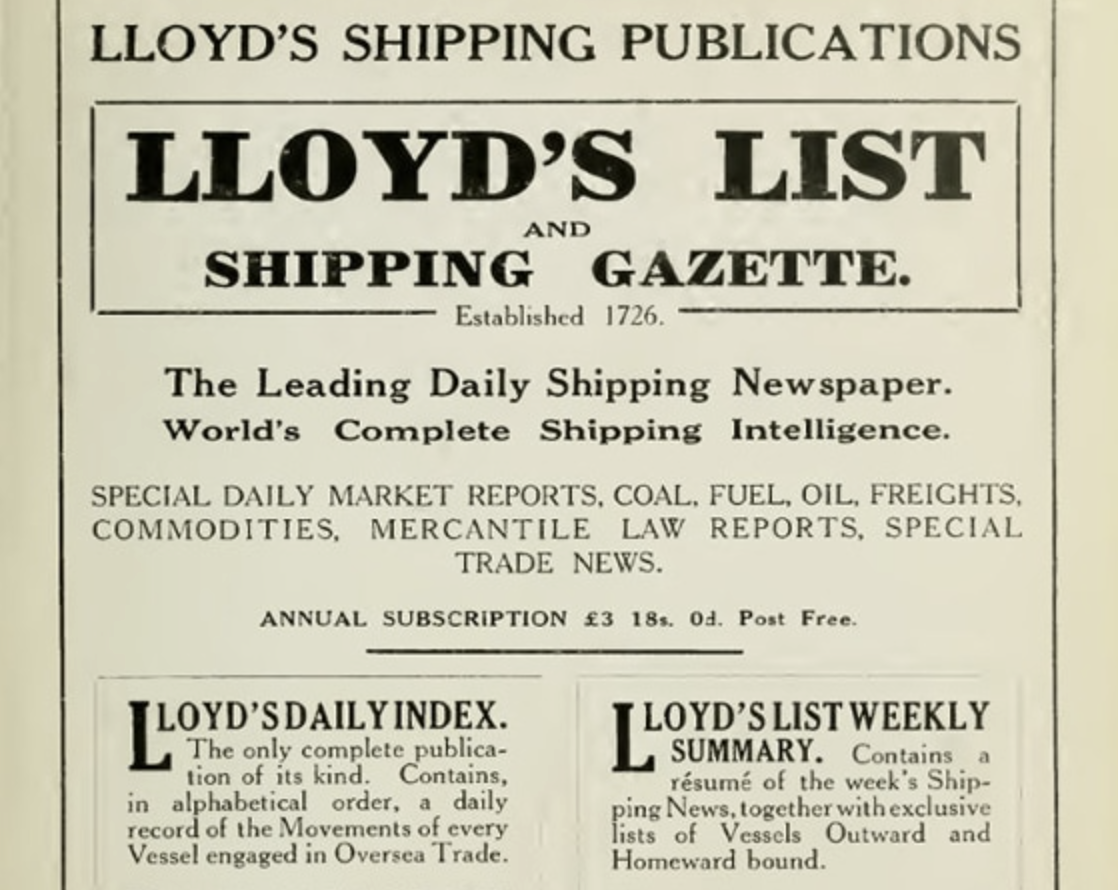 LLOYD'S SHIPPING PUBLICATIONS
LLOYD'S LIST
AND
SHIPPING GAZETTE.
Established 1726.
The Leading Daily Shipping Newspaper.
World's Complete Shipping Intelligence.
SPECIAL DAILY MARKET REPORTS, COAL, FUEL, OIL, FREIGHTS,
COMMODITIES, MERCANTILE LAW REPORTS, SPECIAL
TRADE NEWS.
ANNUAL SUBSCRIPTION £3 18s. 0d. Post Free.
LLOYD'S DAILY INDEX.
The only complete publica-
tion of its kind. Contains,
in alphabetical order, a daily
record of the Movements of every
Vessel engaged in Oversea Trade.
LLOYD'S LIST WEEKLY
SUMMARY. Contains a
résumé of the week's Ship-
ping News, together with exclusive
lists of Vessels Outward and
Homeward bound.